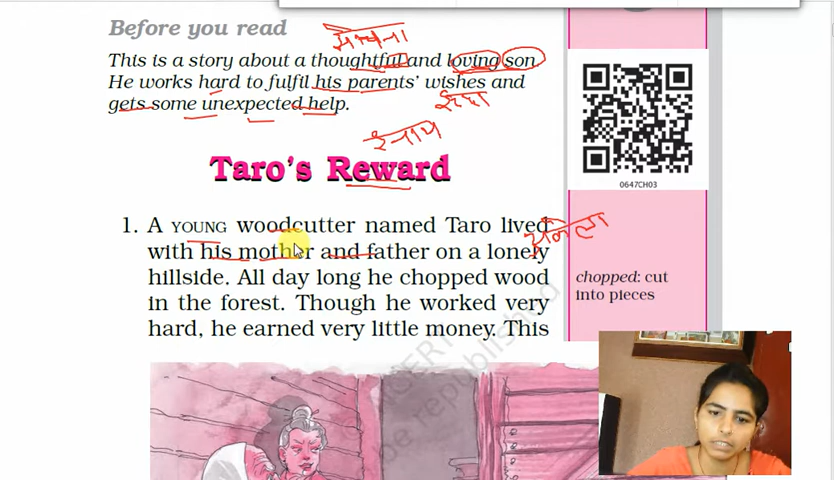 Before you read
सोचना
This is a story about a thoughtful and loving son
He works hard to fulfil his parents' wishes and
इच्छा
gets some unexpected help.
इनाम
Taro's Reward
0647CH03
1. A YOUNG woodcutter named Taro lived
with his mother and father on a lonely
hillside. All day long he chopped wood
chopped: cut
into pieces
in the forest. Though he worked very
hard, he earned very little money. This
be republished